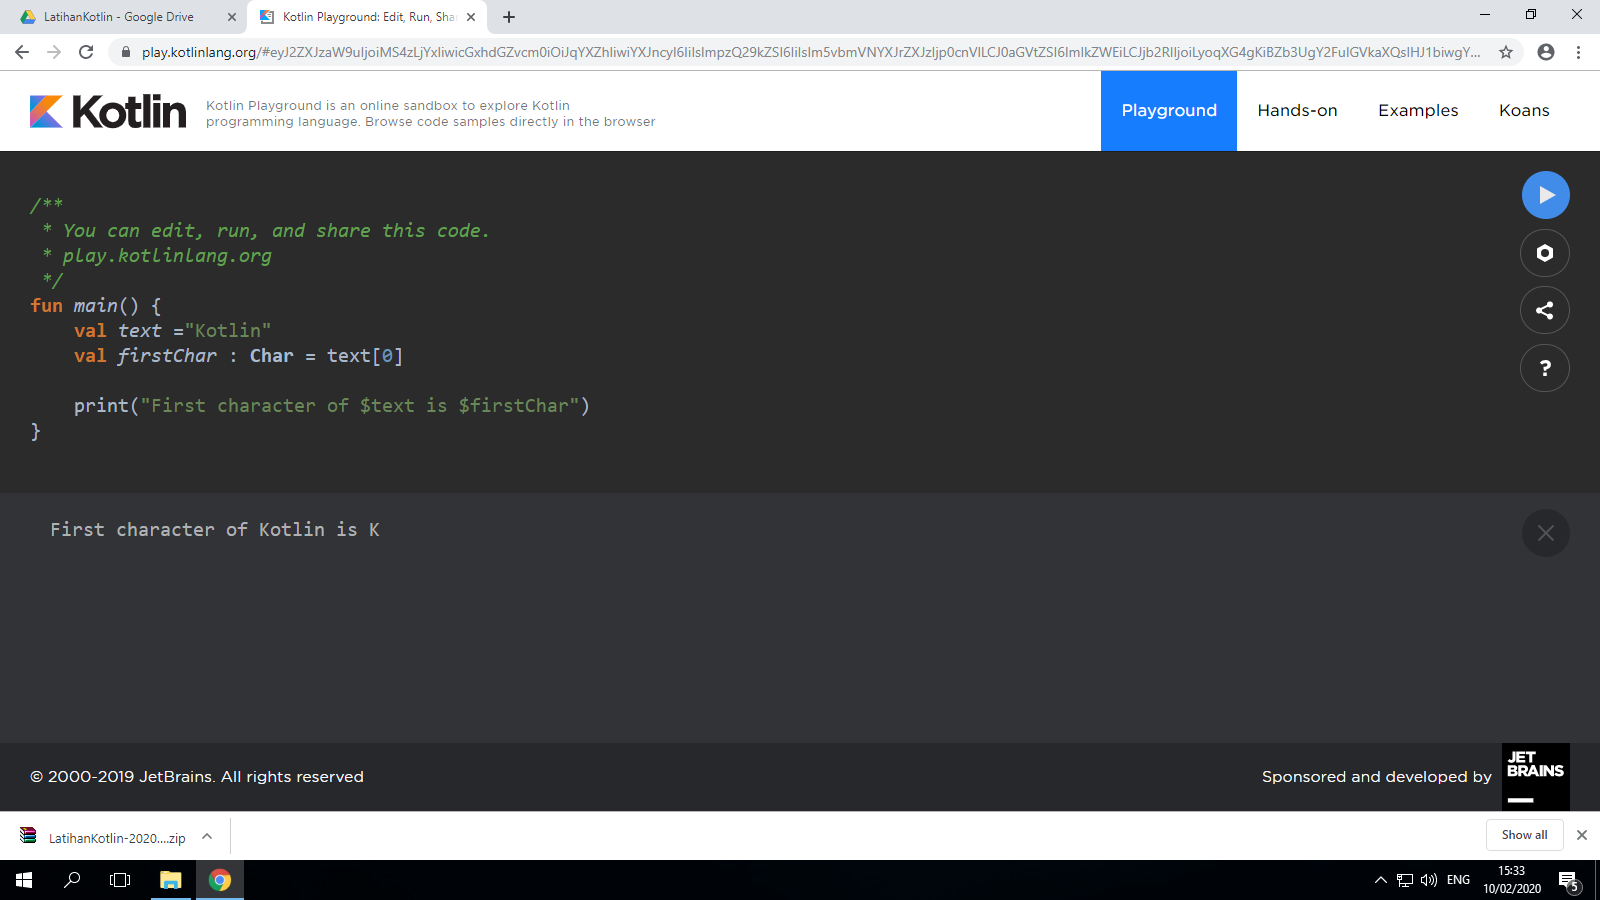 LatihanKotlin - Google Drive
Kotlin Playground: Edit, Run, Sha
play.kotlinlang.org
Kotlin
Kotlin Playground is an online sandbox to explore Kotlin
programming language. Browse code samples directly in the browser
Playground
Hands-on
Examples
Koans
/**
* You can edit, run, and share this code.
* play.kotlinlang.org
*/
fun main() {
val text ="Kotlin"
val firstChar : Char = text[0]
print("First character of $text is $firstChar")
}
?
First character of Kotlin is K
© 2000-2019 JetBrains. All rights reserved
Sponsored and developed by
JET
BRAINS
LatihanKotlin-2020....zip
Show all
ENG
15:33
10/02/2020
5